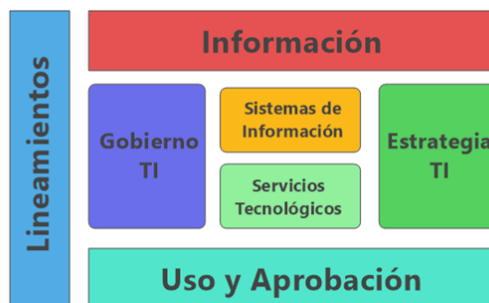 Lineamientos
Información
Gobierno
TI
Sistemas de
Información
Servicios
Tecnológicos
Estrategia
TI
Uso y Aprobación